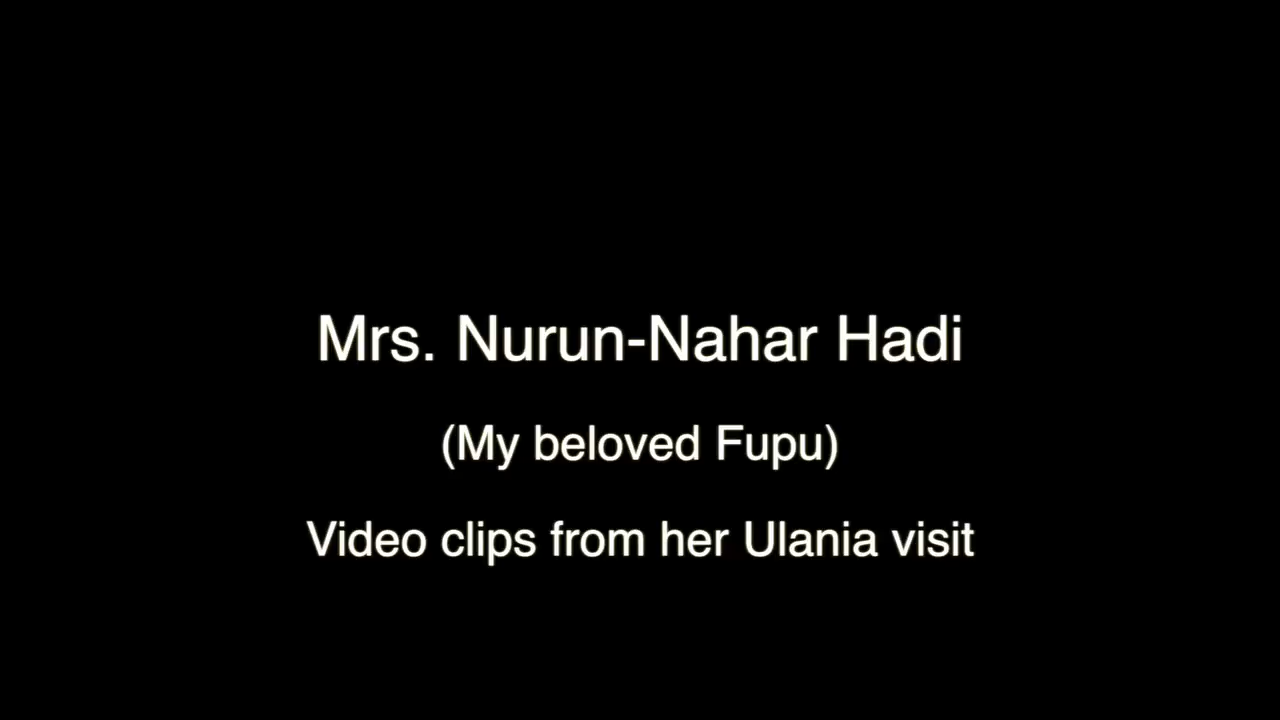 Mrs. Nurun-Nahar Hadi
(My beloved Fupu)
Video clips from her Ulania visit